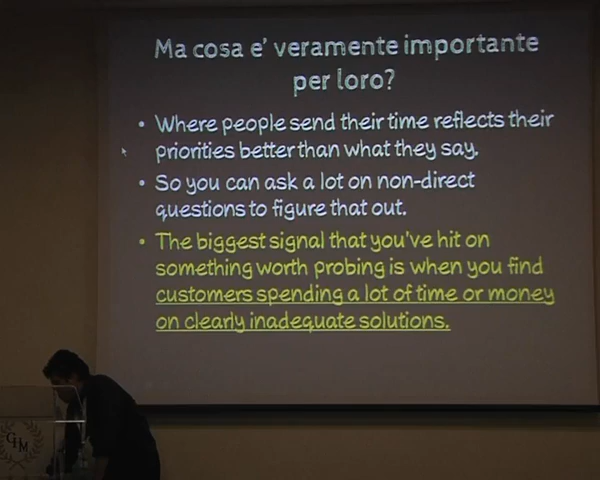 Ma cosa e' veramente importante
per loro?
• Where people send their time reflects their
priorities better than what they say.
• So you can ask a lot on non-direct
questions to figure that out.
• The biggest signal that you've hit on
something worth probing is when you find
customers spending a lot of time or money
on clearly inadequate solutions.
GHM